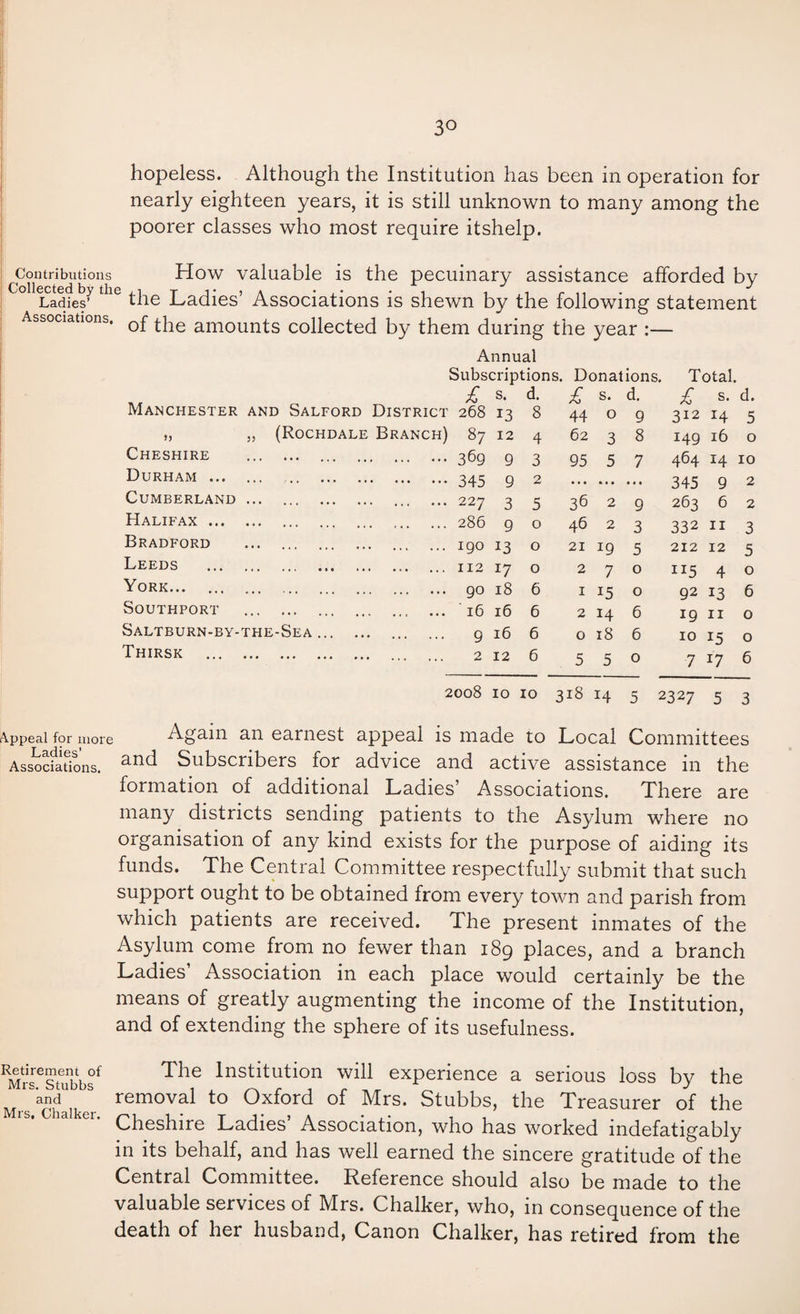 30
hopeless. Although the Institution has been in operation for
nearly eighteen years, it is still unknown to many among the
poorer classes who most require itshelp.
Contributions
Collected by the
Ladies’
Associations.
How valuable is the pecuinary assistance afforded by
the Ladies’ Associations is shewn by the following statement
of the amounts collected by them during the year :—
Annual
Subscriptions. Donations. Total.
£ s. d. £ s. d. £ s. d.
Manchester and Salford District 268 13 8 44 0 9 312 14 5
„ „ (Rochdale Branch) 87 12 4 62 3 8 149 16 0
Cheshire ... ... ... ... ... ... ... 369 9 3 95 5 7 464 14 10
Durham ... ... ... ... ... ... ... ... 345 9 2 ... ... ... 345 9 2
Cumberland ... ... ... ... ... ... ... 227 3 5 36 2 9 263 6 2
Halifax ... ... ... ... ... ... ... ... 286 9 0 46 2 3 332 11 3
Bradford ... ... ... ... ... ... ... 190 13 0 21 19 5 212 12 5
Leeds ... ... ... ... ... ... ... ... 112 17 0 2 7 0 115 4 0
York... ... ... ... ... ... ... ... ... 90 18 6 1 15 0 92 13 6
Southport ... ... ... ... ... ... ... 16 16 6 2 14 6 19 11 0
Saltburn-by-the-Sea ... ... ... ... ... 9 16 6 0 18 6 10 15 0
Thirsk ... ... ... ... ... ... ... ... 2 12 6 5 5 0 7 17 6
2008 10 10 318 14 5 2327 5 3
Appeal for more
Ladies’
Associations.
Again an earnest appeal is made to Local Committees
and Subscribers for advice and active assistance in the
formation of additional Ladies’ Associations. There are
many districts sending patients to the Asylum where no
organisation of any kind exists for the purpose of aiding its
funds. The Central Committee respectfully submit that such
support ought to be obtained from every town and parish from
which patients are received. The present inmates of the
Asylum come from no fewer than 189 places, and a branch
Ladies’ Association in each place would certainly be the
means of greatly augmenting the income of the Institution,
and of extending the sphere of its usefulness.
Retirement of
Mrs. Stubbs
and
Mrs. Chalker.
The Institution will experience a serious loss by the
removal to Oxford of Mrs. Stubbs, the Treasurer of the
Cheshire Ladies’ Association, who has worked indefatigably
in its behalf, and has well earned the sincere gratitude of the
Central Committee. Reference should also be made to the
valuable services of Mrs. Chalker, who, in consequence of the
death of her husband, Canon Chalker, has retired from the